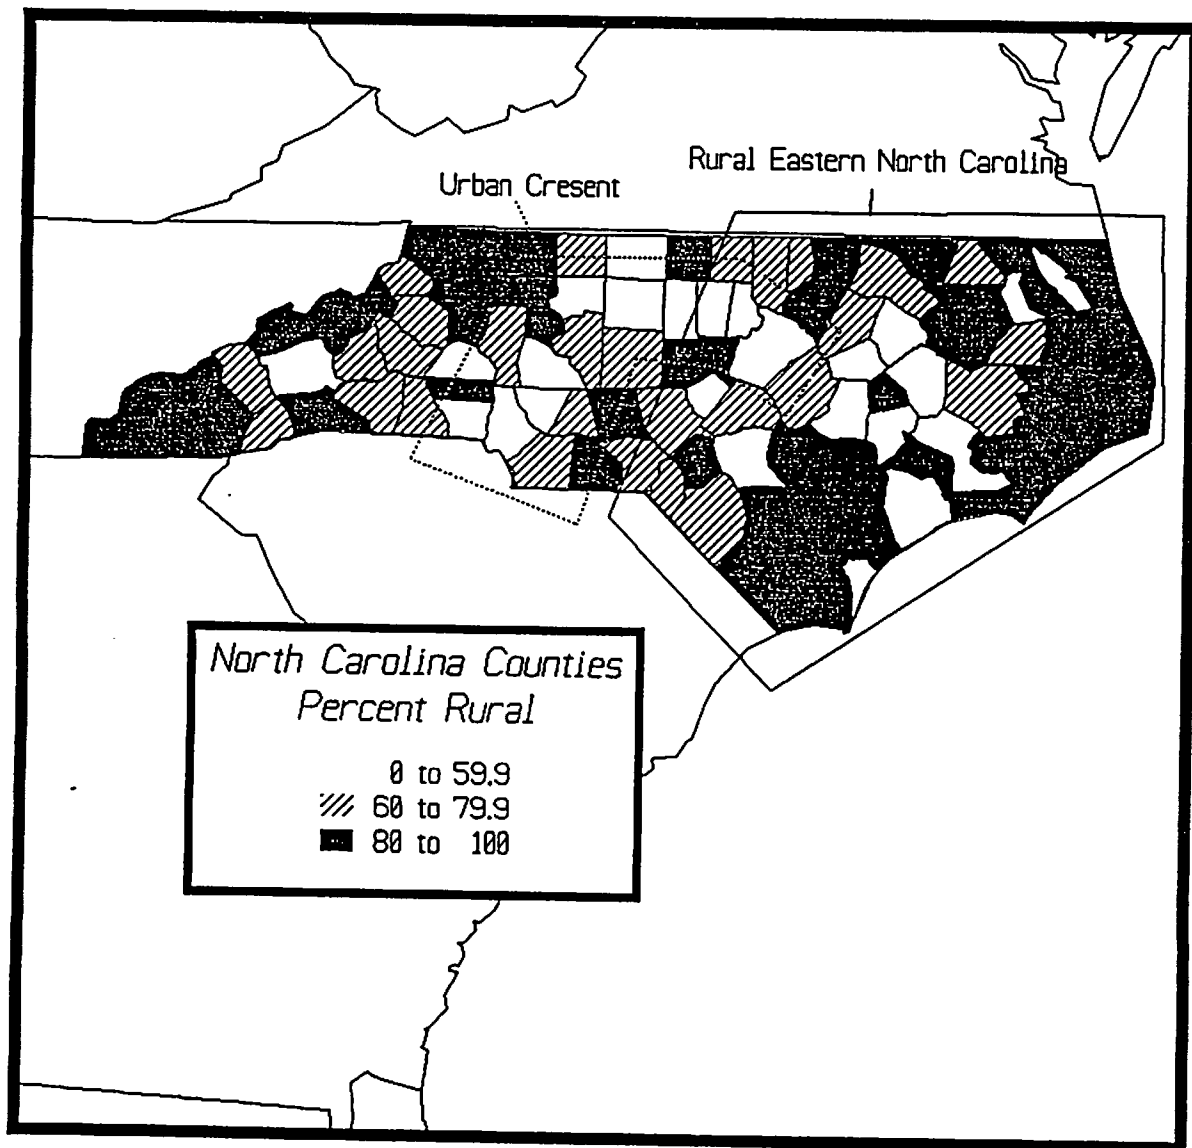 Urban Cresent
Rural Eastern North Carolina
North Carolina Counties
Percent Rural
0 to 59.9
60 to 79.9
80 to 100